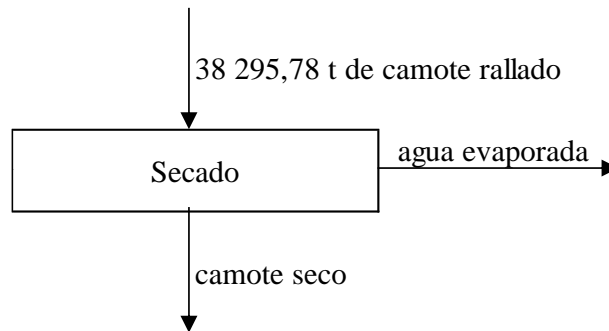 38 295,78 t de camote rallado
agua evaporada
Secado
camote seco